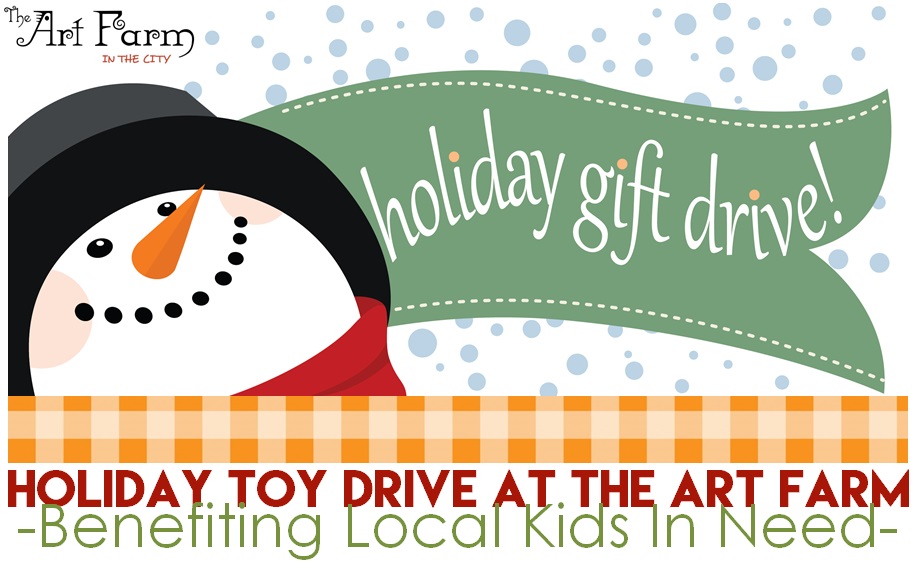 The
Art Farm
IN THE CITY
holiday gift drive!
HOLIDAY TOY DRIVE AT THE ART FARM
-Benefiting Local Kids In Need-